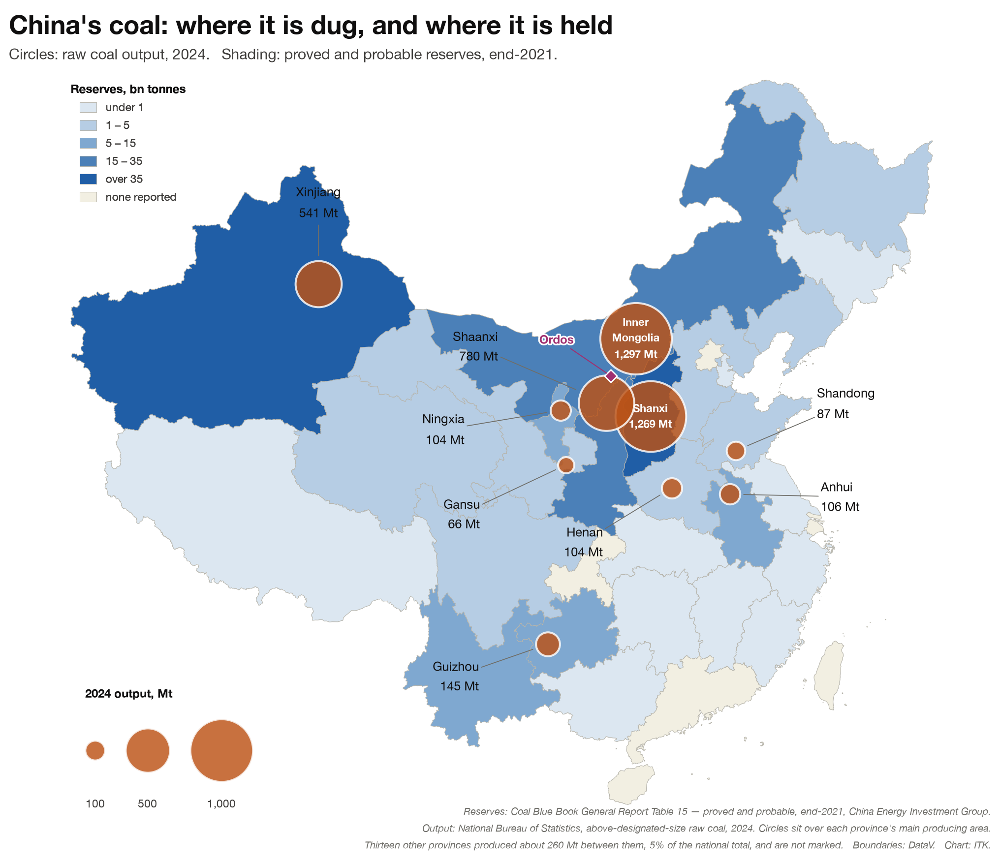 China's coal: where it is dug, and where it is held
Circles: raw coal output, 2024.   Shading: proved and probable reserves, end-2021.
Reserves, bn tonnes
under 1
1 – 5
5 – 15
15 – 35
over 35
none reported
Xinjiang
541 Mt
Inner
Mongolia
1,297 Mt
Shaanxi
780 Mt
Ordos
Shandong
87 Mt
Shanxi
1,269 Mt
Ningxia
104 Mt
Anhui
106 Mt
Gansu
66 Mt
Henan
104 Mt
Guizhou
145 Mt
2024 output, Mt
100
500
1,000
Reserves: Coal Blue Book General Report Table 15 — proved and probable, end-2021, China Energy Investment Group.
Output: National Bureau of Statistics, above-designated-size raw coal, 2024. Circles sit over each province's main producing area.
Thirteen other provinces produced about 260 Mt between them, 5% of the national total, and are not marked.   Boundaries: DataV.   Chart: ITK.